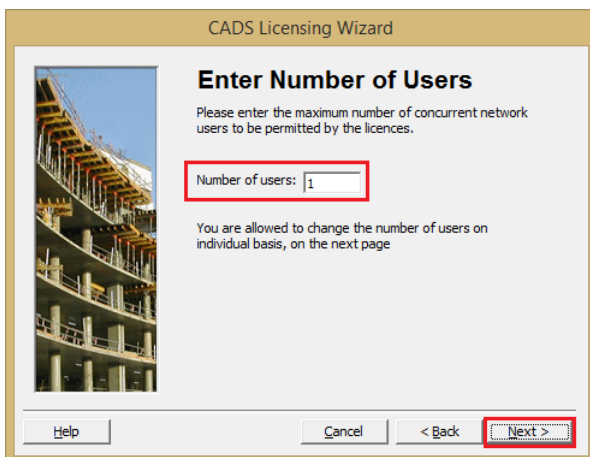 CADS Licensing Wizard
Enter Number of Users
Please enter the maximum number of concurrent network
users to be permitted by the licences.
Number of users: 1
You are allowed to change the number of users on
individual basis, on the next page
Help Cancel < Back Next >